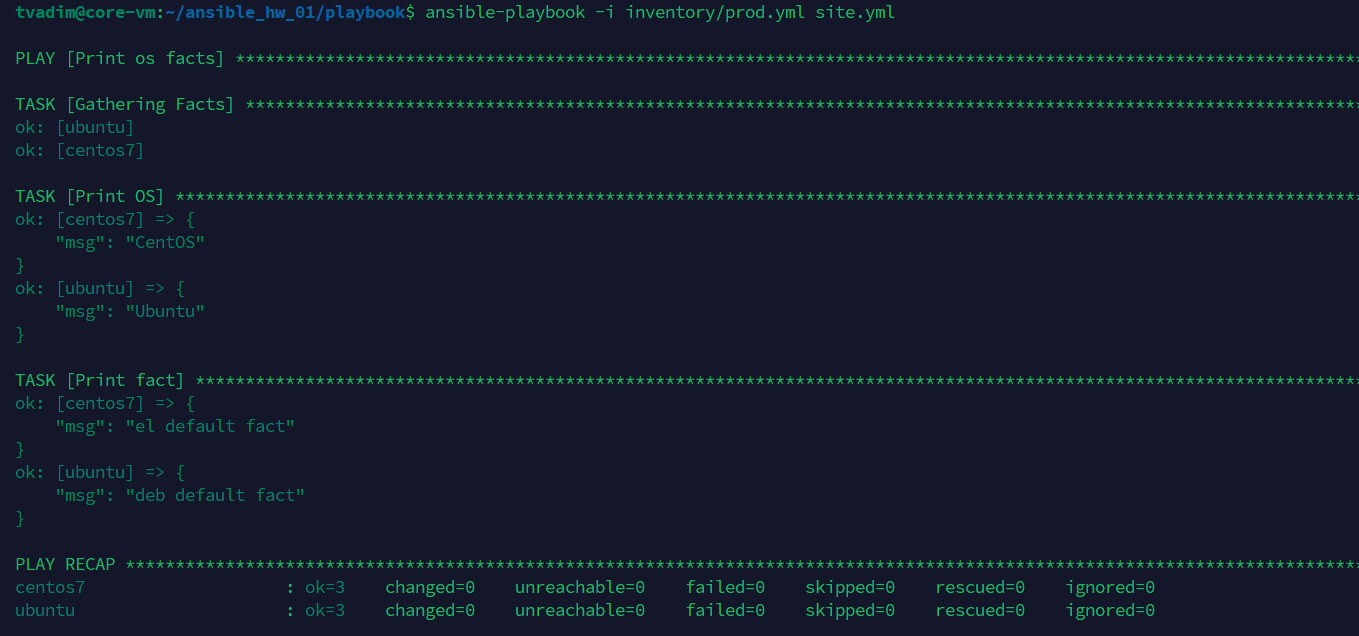 tvadim@core-vm:~/ansible_hw_01/playbook$ ansible-playbook -i inventory/prod.yml site.yml

PLAY [Print os facts] ****************************************************************************************************************

TASK [Gathering Facts] ***************************************************************************************************************
ok: [ubuntu]
ok: [centos7]

TASK [Print OS] **********************************************************************************************************************
ok: [centos7] => {
    "msg": "CentOS"
}
ok: [ubuntu] => {
    "msg": "Ubuntu"
}

TASK [Print fact] ********************************************************************************************************************
ok: [centos7] => {
    "msg": "el default fact"
}
ok: [ubuntu] => {
    "msg": "deb default fact"
}

PLAY RECAP ***************************************************************************************************************************
centos7                    : ok=3    changed=0    unreachable=0    failed=0    skipped=0    rescued=0    ignored=0
ubuntu                     : ok=3    changed=0    unreachable=0    failed=0    skipped=0    rescued=0    ignored=0